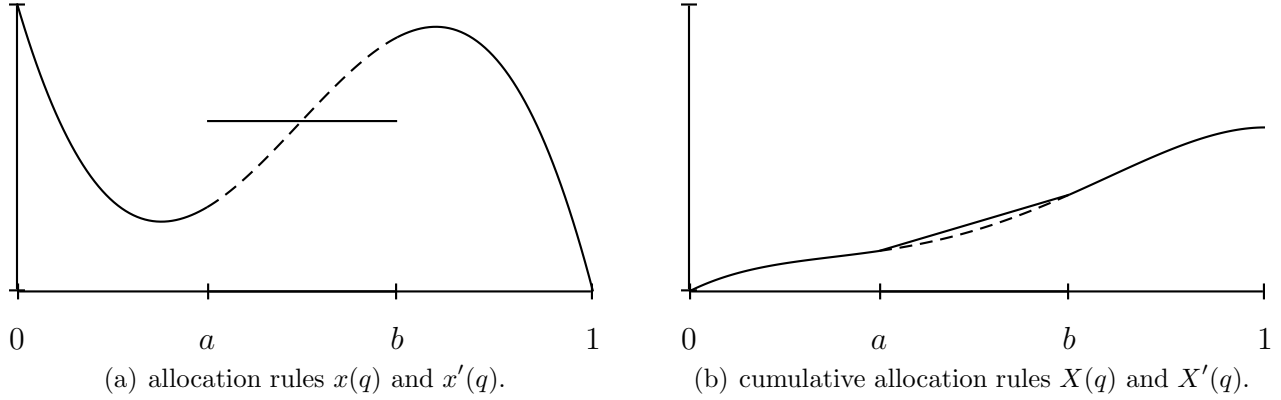 0 a b 1
0 a b 1
(a) allocation rules x(q) and x′(q).
(b) cumulative allocation rules X(q) and X′(q).